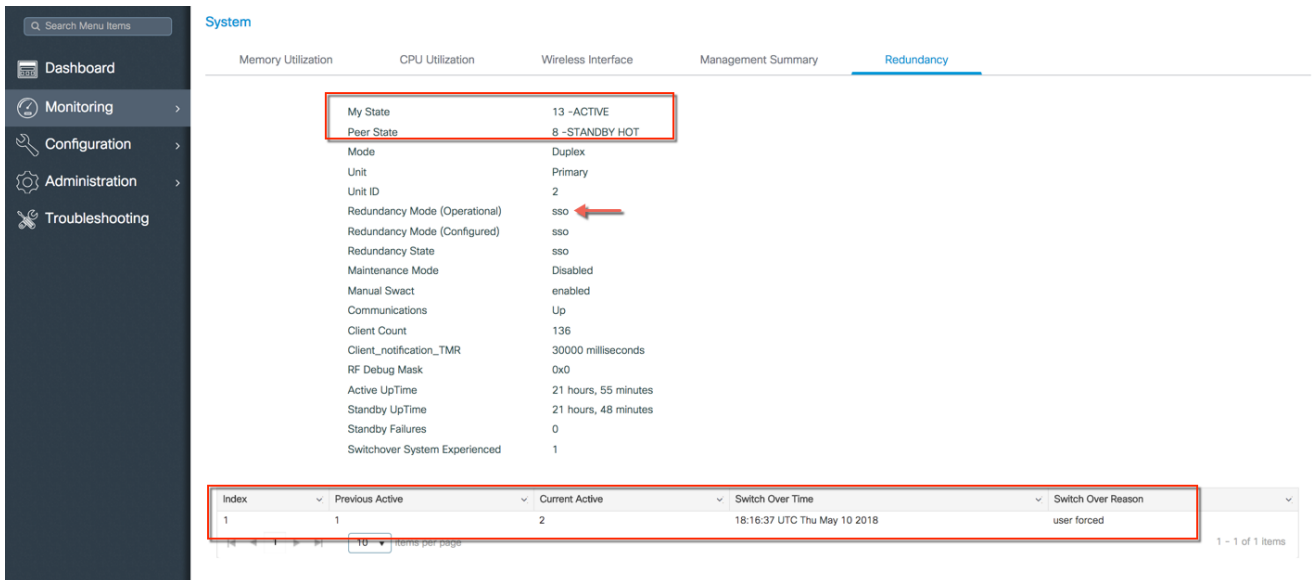 Search Menu Items
Dashboard
Monitoring
Configuration
Administration
Troubleshooting
System
Memory Utilization CPU Utilization Wireless Interface Management Summary Redundancy
My State 13 -ACTIVE
Peer State 8 -STANDBY HOT
Mode Duplex
Unit Primary
Unit ID 2
Redundancy Mode (Operational) sso
Redundancy Mode (Configured) sso
Redundancy State sso
Maintenance Mode Disabled
Manual Swact enabled
Communications Up
Client Count 136
Client_notification_TMR 30000 milliseconds
RF Debug Mask 0x0
Active UpTime 21 hours, 55 minutes
Standby UpTime 21 hours, 48 minutes
Standby Failures 0
Switchover System Experienced 1
Index Previous Active Current Active Switch Over Time Switch Over Reason
1 1 2 18:16:37 UTC Thu May 10 2018 user forced
1 10 items per page 1 - 1 of 1 items